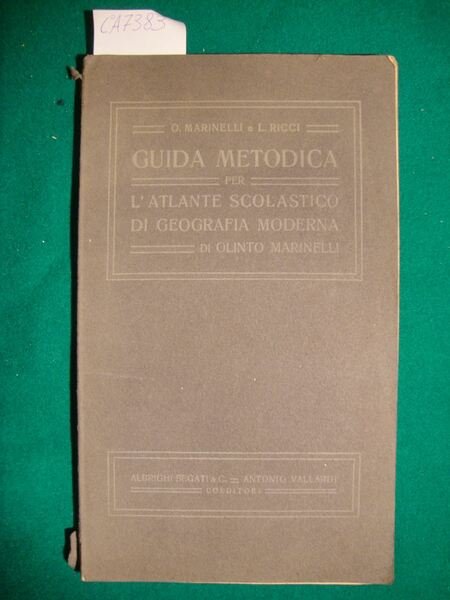 CA7383
O. MARINELLI e L. RICCI
GUIDA METODICA
PER
L'ATLANTE SCOLASTICO
DI GEOGRAFIA MODERNA
DI OLINTO MARINELLI
ALBRIGHI SEGATI & C. = ANTONIO VALLARDI
COEDITORI